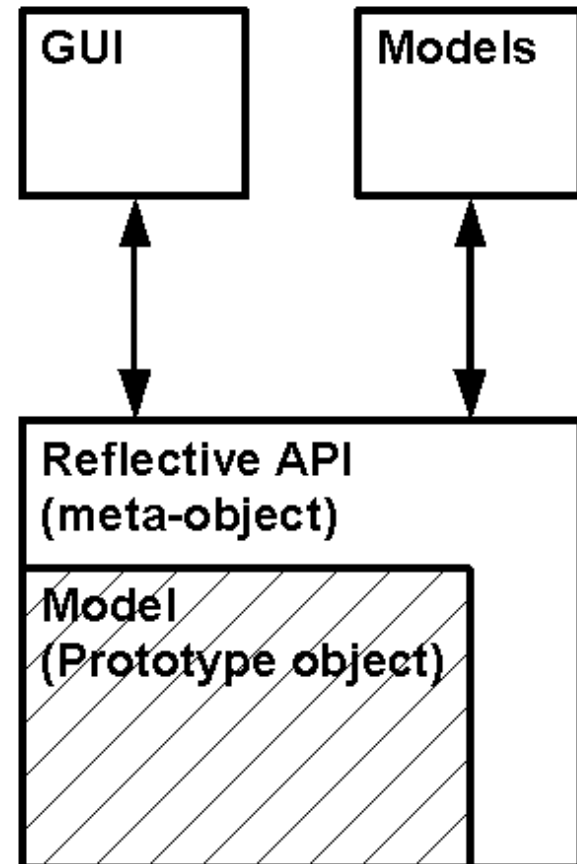 GUI
Models
Reflective API
(meta-object)
Model
(Prototype object)